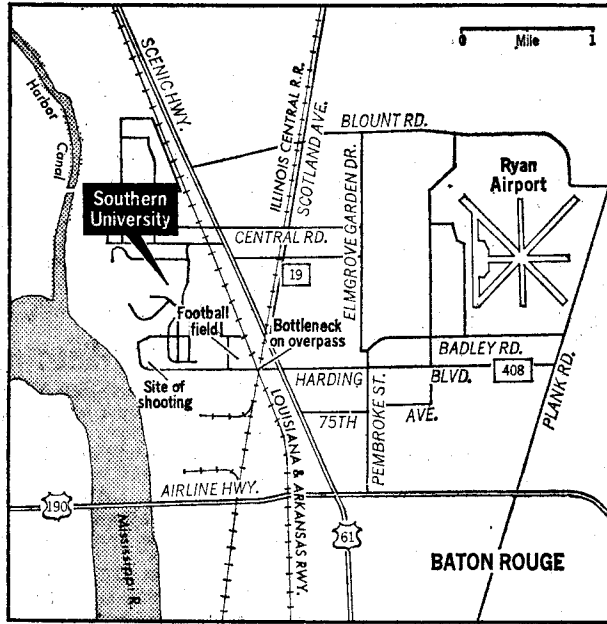 0 Mile 1
SCENIC HWY.
Harbor
Canal
ILLINOIS CENTRAL R.R.
SCOTLAND AVE.
BLOUNT RD.
Ryan
Airport
Southern
University
ELMGROVE GARDEN DR.
CENTRAL RD.
19
Football
field
Bottleneck
on overpass
BADLEY RD.
Site of
shooting
HARDING
BLVD.
408
PLANK RD.
75TH
AVE.
PEMBROKE ST.
LOUISIANA & ARKANSAS RWY.
AIRLINE HWY.
190
61
Mississippi R.
BATON ROUGE